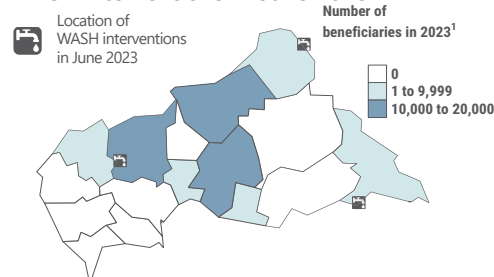 Location of
WASH interventions
in June 2023
Number of
beneficiaries in 2023¹
0
1 to 9,999
10,000 to 20,000